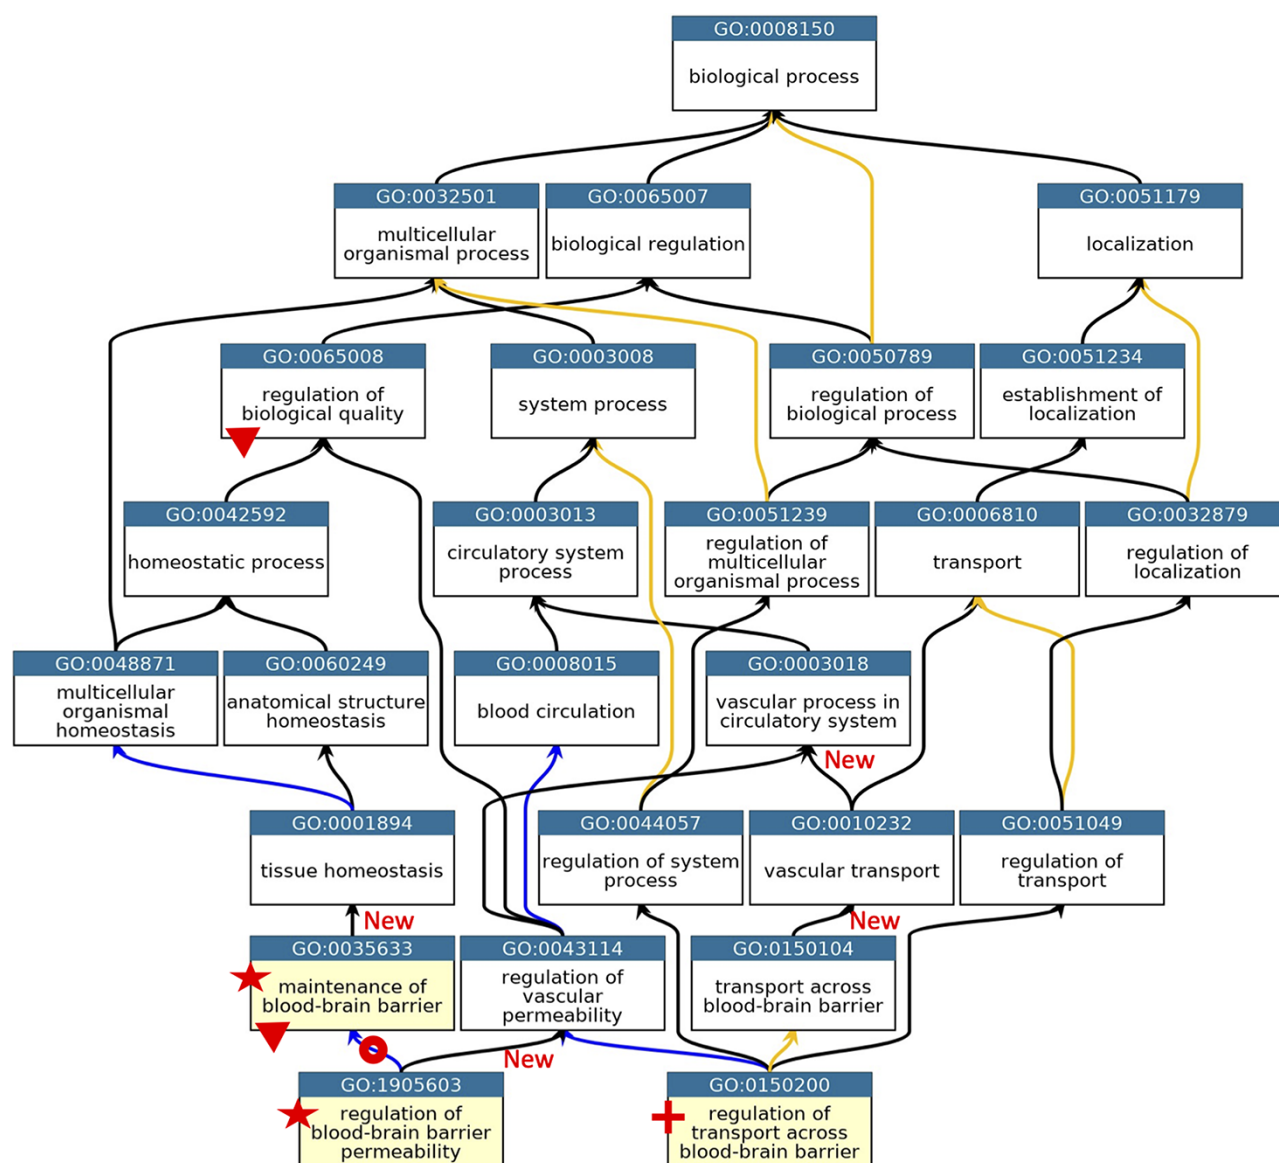 GO:0008150
biological process
GO:0032501
multicellular
organismal process
GO:0065007
biological regulation
GO:0051179
localization
GO:0065008
regulation of
biological quality
GO:0003008
system process
GO:0050789
regulation of
biological process
GO:0051234
establishment of
localization
GO:0042592
homeostatic process
GO:0003013
circulatory system
process
GO:0051239
regulation of
multicellular
organismal process
GO:0006810
transport
GO:0032879
regulation of
localization
GO:0048871
multicellular
organismal
homeostasis
GO:0060249
anatomical structure
homeostasis
GO:0008015
blood circulation
GO:0003018
vascular process in
circulatory system
New
GO:0001894
tissue homeostasis
GO:0044057
regulation of system
process
GO:0010232
vascular transport
GO:0051049
regulation of
transport
New
New
GO:0035633
maintenance of
blood-brain barrier
GO:0043114
regulation of
vascular
permeability
GO:0150104
transport across
blood-brain barrier
New
GO:1905603
regulation of
blood-brain barrier
permeability
GO:0150200
regulation of
transport across
blood-brain barrier